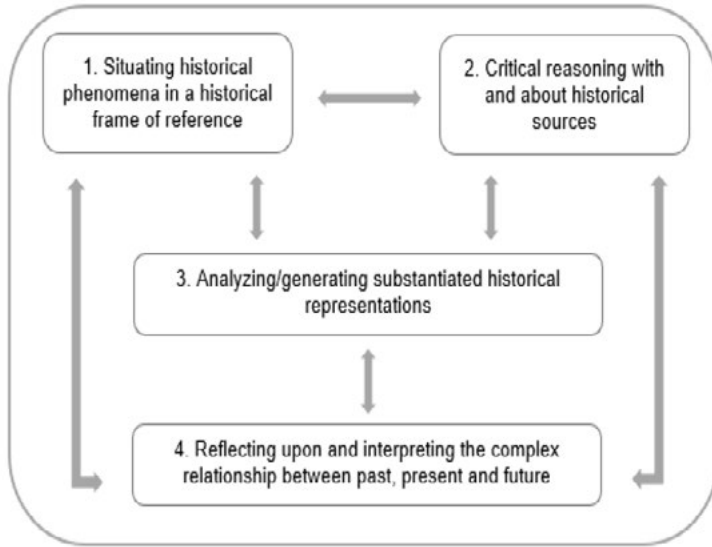 1. Situating historical
phenomena in a historical
frame of reference
2. Critical reasoning with
and about historical
sources
3. Analyzing/generating substantiated historical
representations
4. Reflecting upon and interpreting the complex
relationship between past, present and future